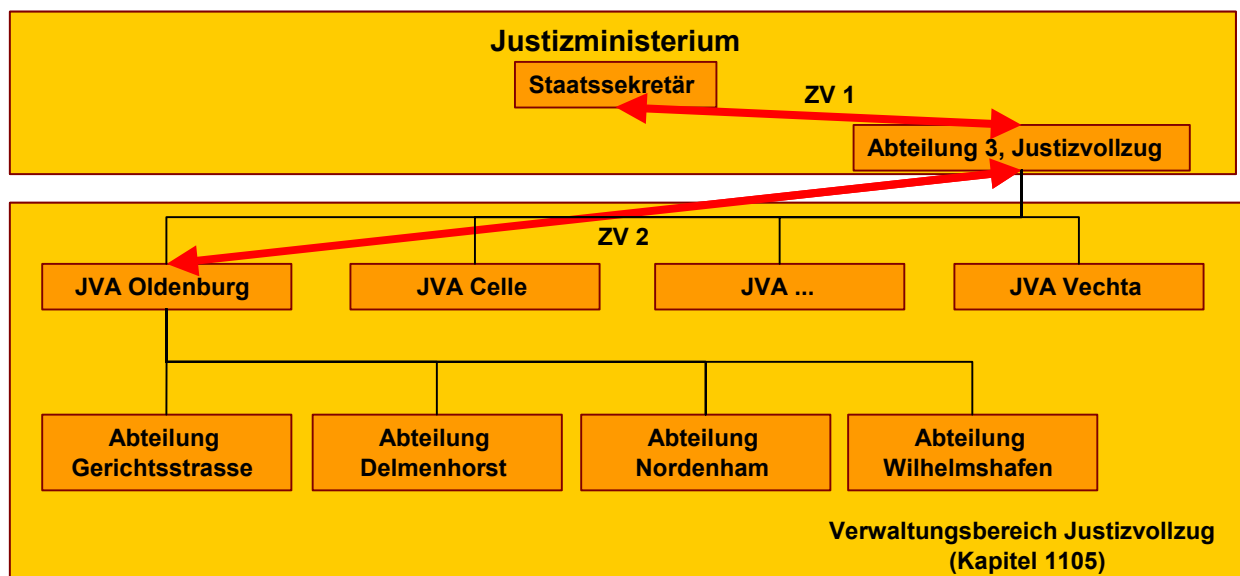 Justizministerium
Staatssekretär
ZV 1
Abteilung 3, Justizvollzug
ZV 2
JVA Oldenburg
JVA Celle
JVA ...
JVA Vechta
Abteilung
Gerichtsstrasse
Abteilung
Delmenhorst
Abteilung
Nordenham
Abteilung
Wilhelmshafen
Verwaltungsbereich Justizvollzug
(Kapitel 1105)